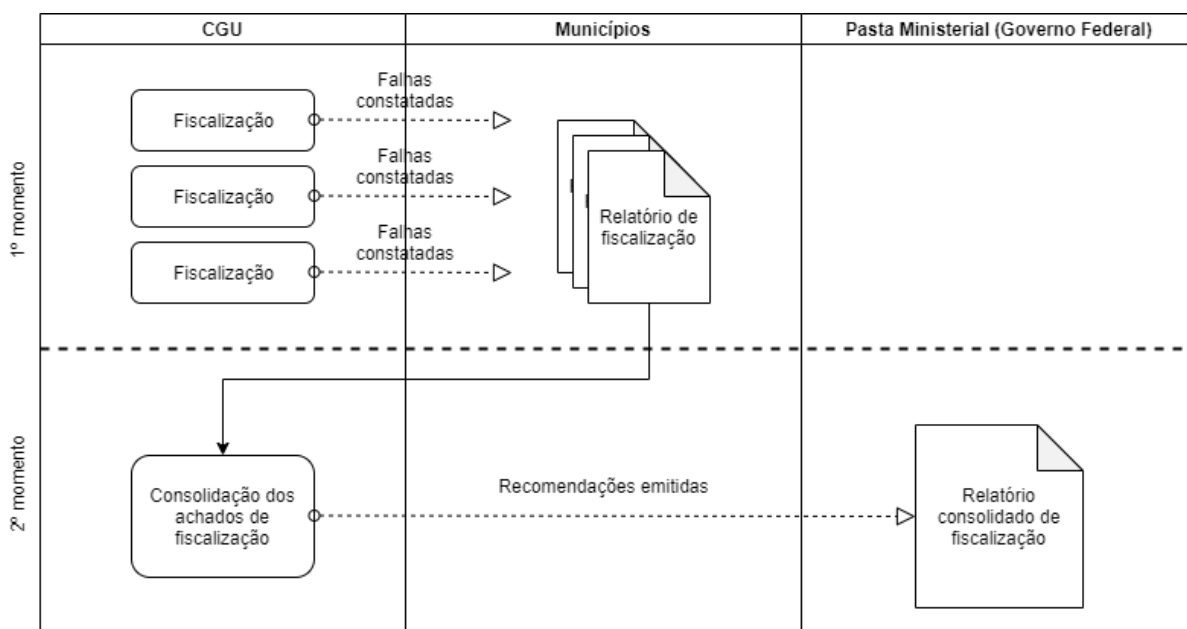 CGU
Municípios
Pasta Ministerial (Governo Federal)
1º momento
Fiscalização
Falhas
constatadas
Fiscalização
Falhas
constatadas
Fiscalização
Falhas
constatadas
Relatório de
fiscalização
2º momento
Consolidação dos
achados de
fiscalização
Recomendações emitidas
Relatório
consolidado de
fiscalização